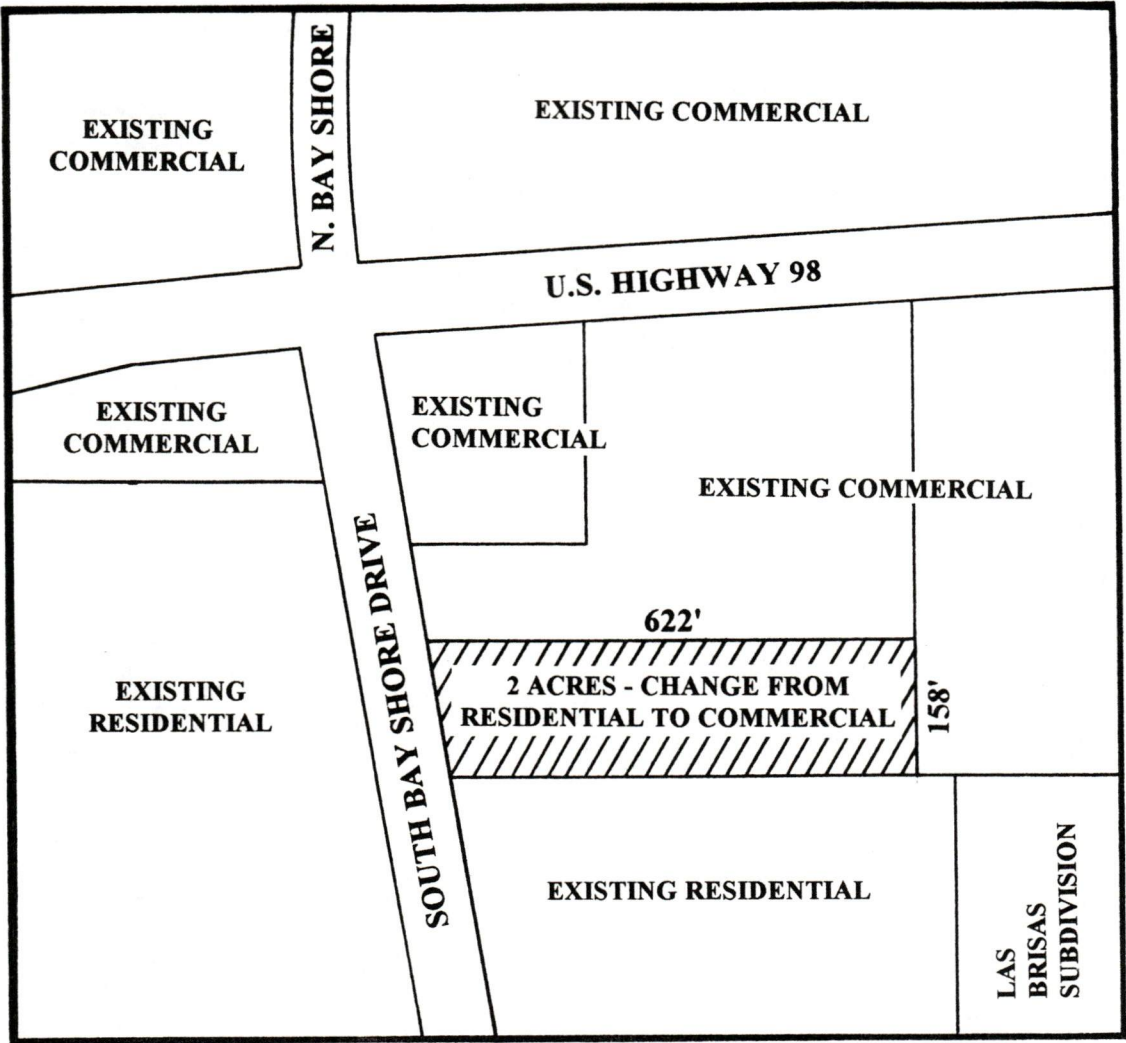 EXISTING
COMMERCIAL
N. BAY SHORE
EXISTING COMMERCIAL
U.S. HIGHWAY 98
EXISTING
COMMERCIAL
EXISTING
COMMERCIAL
EXISTING COMMERCIAL
SOUTH BAY SHORE DRIVE
622'
2 ACRES - CHANGE FROM
RESIDENTIAL TO COMMERCIAL
158'
EXISTING
RESIDENTIAL
EXISTING RESIDENTIAL
LAS
BRISAS
SUBDIVISION